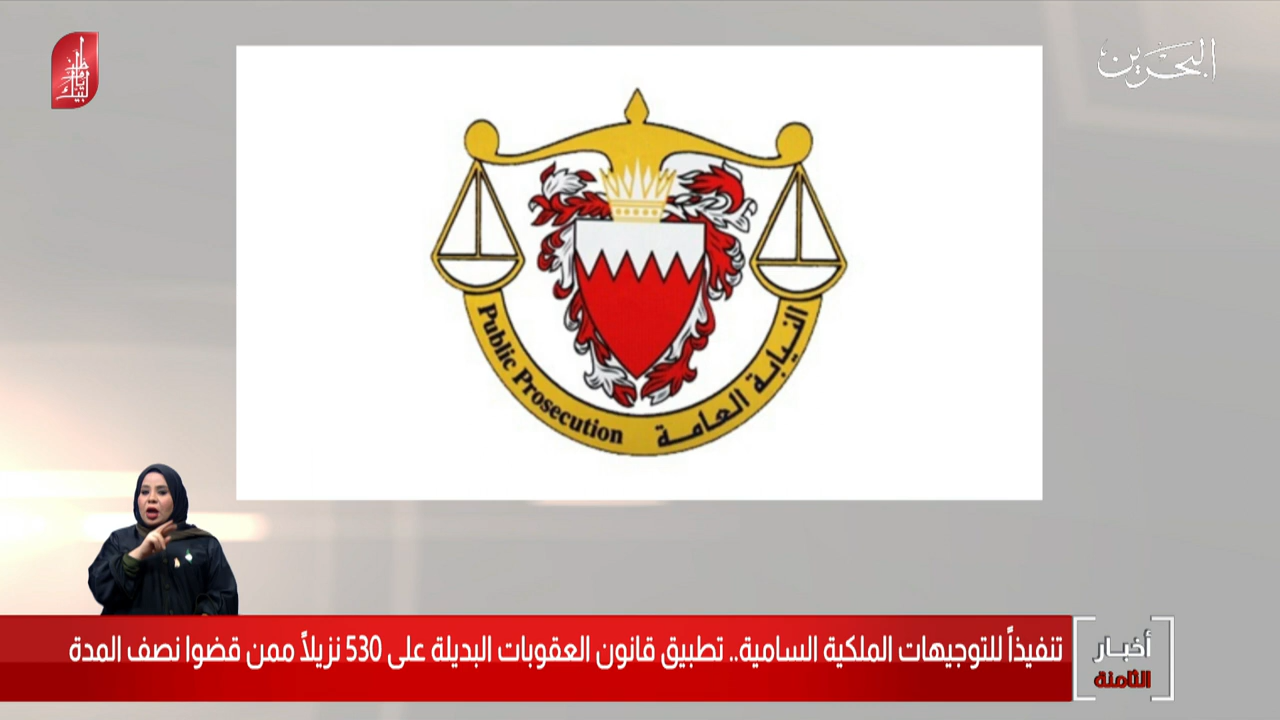 البحرين
Public Prosecution
النيابة العامة
تنفيذاً للتوجيهات الملكية السامية.. تطبيق قانون العقوبات البديلة على 530 نزيلاً ممن قضوا نصف المدة
أخبار
الثامنة